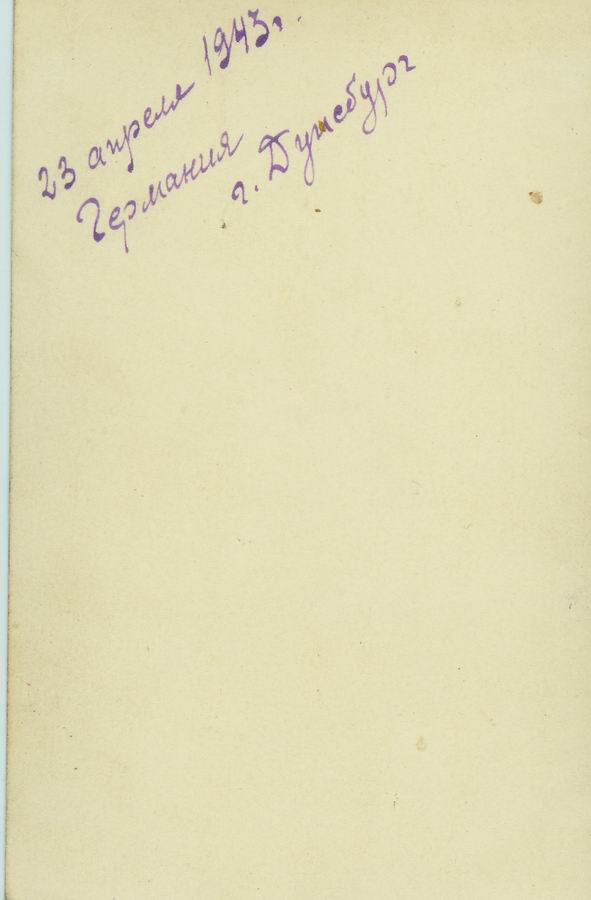 23 апреля 1943г.
Германия
г. Дуисбург